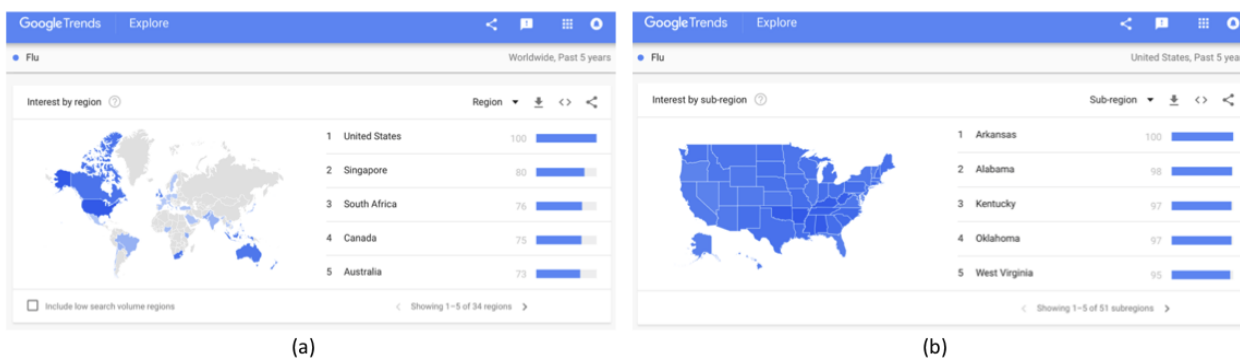 Google Trends Explore
Flu
Worldwide, Past 5 years
Interest by region
Region
1 United States 100
2 Singapore 80
3 South Africa 76
4 Canada 75
5 Australia 73
Include low search volume regions
Showing 1–5 of 34 regions
(a)
Google Trends Explore
Flu
United States, Past 5 year
Interest by sub-region
Sub-region
1 Arkansas 100
2 Alabama 98
3 Kentucky 97
4 Oklahoma 97
5 West Virginia 95
Showing 1–5 of 51 subregions
(b)